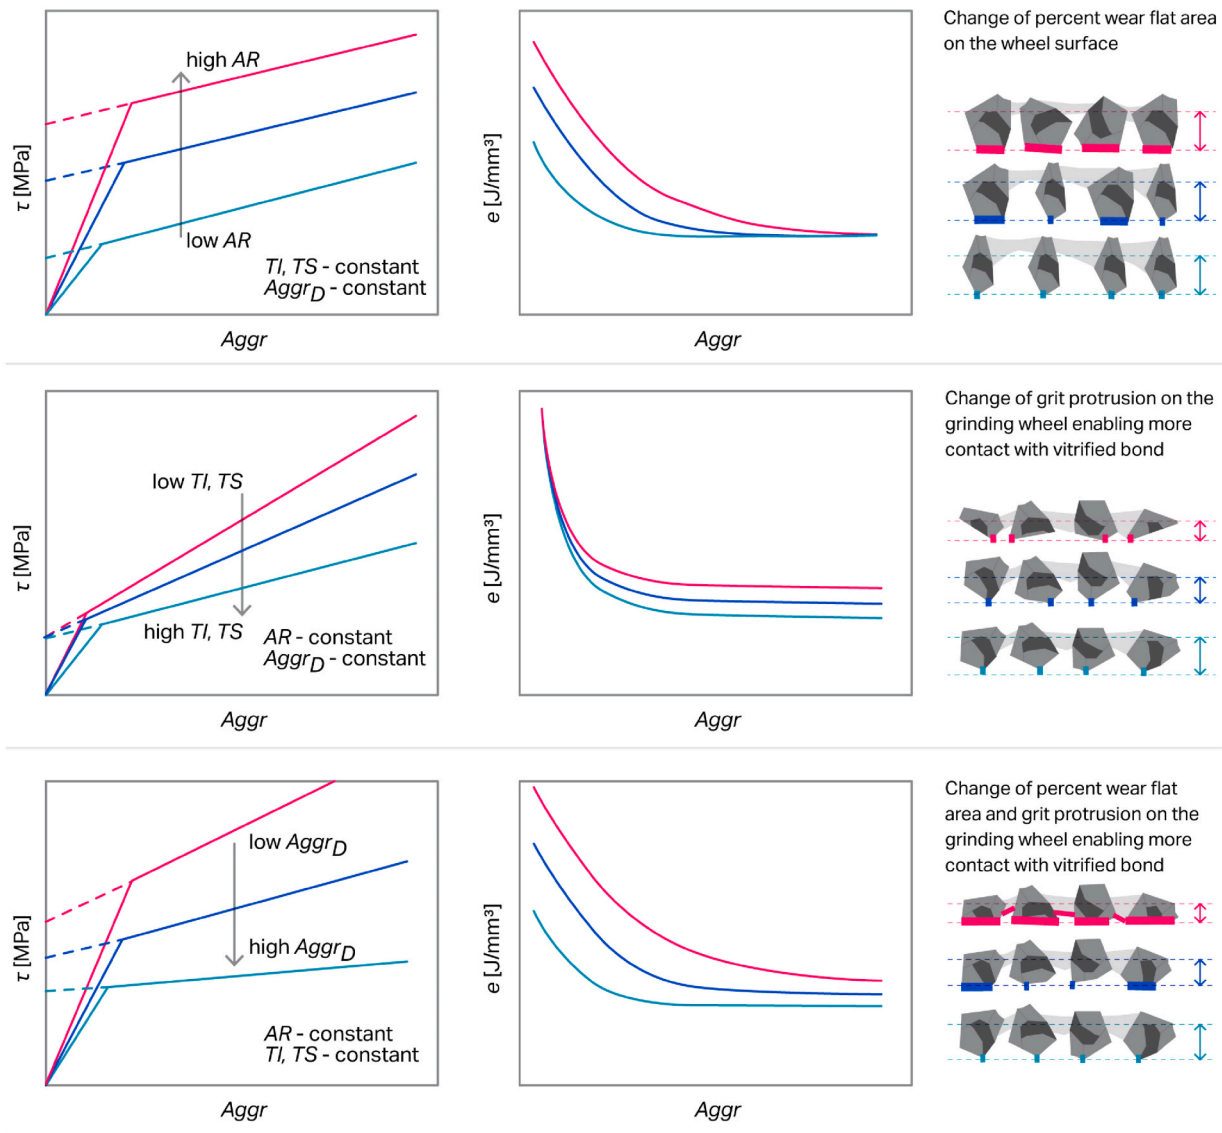 τ [MPa]
high AR
low AR
TI, TS - constant
AggrD - constant
Aggr
e [J/mm³]
Aggr
Change of percent wear flat area
on the wheel surface
τ [MPa]
low TI, TS
high TI, TS
AR - constant
AggrD - constant
Aggr
e [J/mm³]
Aggr
Change of grit protrusion on the
grinding wheel enabling more
contact with vitrified bond
τ [MPa]
low AggrD
high AggrD
AR - constant
TI, TS - constant
Aggr
e [J/mm³]
Aggr
Change of percent wear flat
area and grit protrusion on the
grinding wheel enabling more
contact with vitrified bond